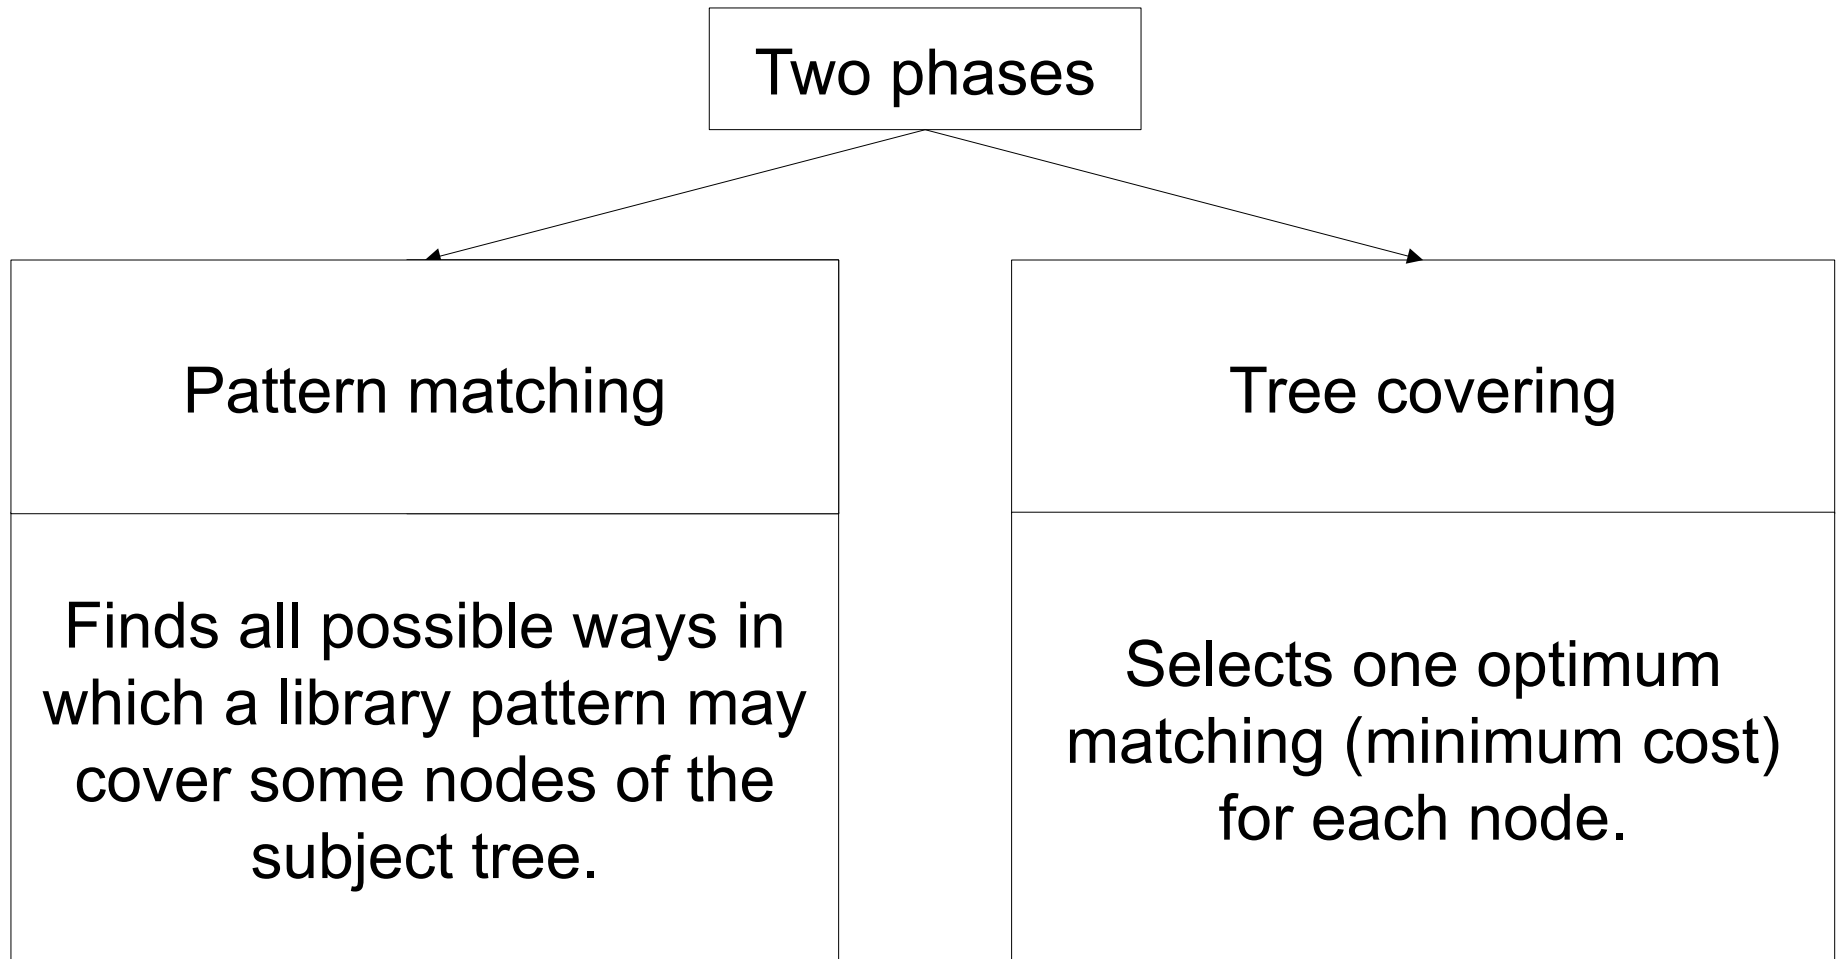 Two phases
Pattern matching
Tree covering
Finds all possible ways in
which a library pattern may
cover some nodes of the
subject tree.
Selects one optimum
matching (minimum cost)
for each node.